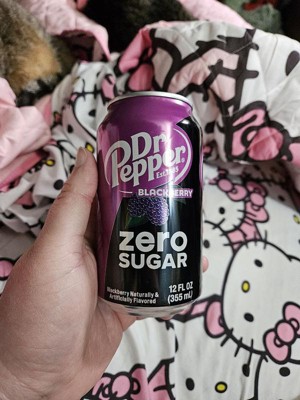 Dr
Pepper
EST. 1885
BLACKBERRY
zero
SUGAR
Blackberry Naturally &
Artificially Flavored
12 FL OZ
(355 mL)